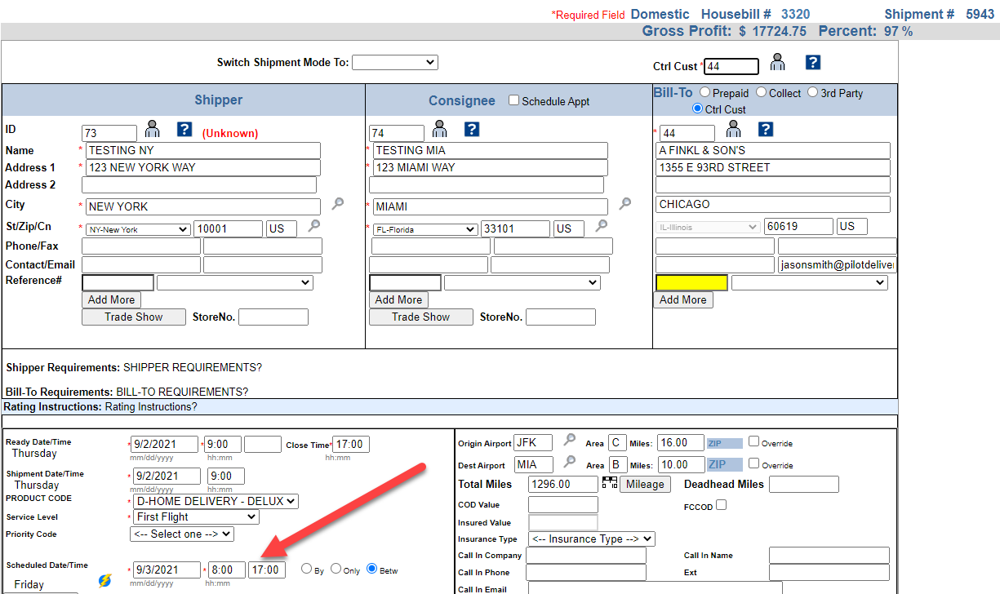 *Required Field Domestic Housebill # 3320 Shipment # 5943
Gross Profit: $ 17724.75 Percent: 97 %
Switch Shipment Mode To:
Ctrl Cust * 44 ?
Shipper
Consignee Schedule Appt
Bill-To Prepaid Collect 3rd Party
Ctrl Cust
ID 73 ? (Unknown) 74 ? * 44 ?
Name * TESTING NY * TESTING MIA A FINKL & SON'S
Address 1 * 123 NEW YORK WAY * 123 MIAMI WAY 1355 E 93RD STREET
Address 2
City * NEW YORK * MIAMI CHICAGO
St/Zip/Cn * NY-New York 10001 US * FL-Florida 33101 US IL-Illinois 60619 US
Phone/Fax
Contact/Email jasonsmith@pilotdeliver
Reference#
Add More Add More Add More
Trade Show StoreNo. Trade Show StoreNo.
Shipper Requirements: SHIPPER REQUIREMENTS?
Bill-To Requirements: BILL-TO REQUIREMENTS?
Rating Instructions: Rating Instructions?
Ready Date/Time * 9/2/2021 * 9:00 Close Time* 17:00
Thursday mm/dd/yyyy hh:mm hh:mm
Shipment Date/Time * 9/2/2021 9:00
Thursday mm/dd/yyyy hh:mm
PRODUCT CODE * D-HOME DELIVERY - DELUX
Service Level * First Flight
Priority Code <-- Select one -->
Scheduled Date/Time * 9/3/2021 * 8:00 17:00 By Only Betw
Friday mm/dd/yyyy hh:mm
Origin Airport JFK Area C Miles: 16.00 ZIP Override
Dest Airport MIA Area B Miles: 10.00 ZIP Override
Total Miles 1296.00 Mileage Deadhead Miles
COD Value FCCOD
Insured Value
Insurance Type <-- Insurance Type -->
Call In Company Call In Name
Call In Phone Ext
Call In Email